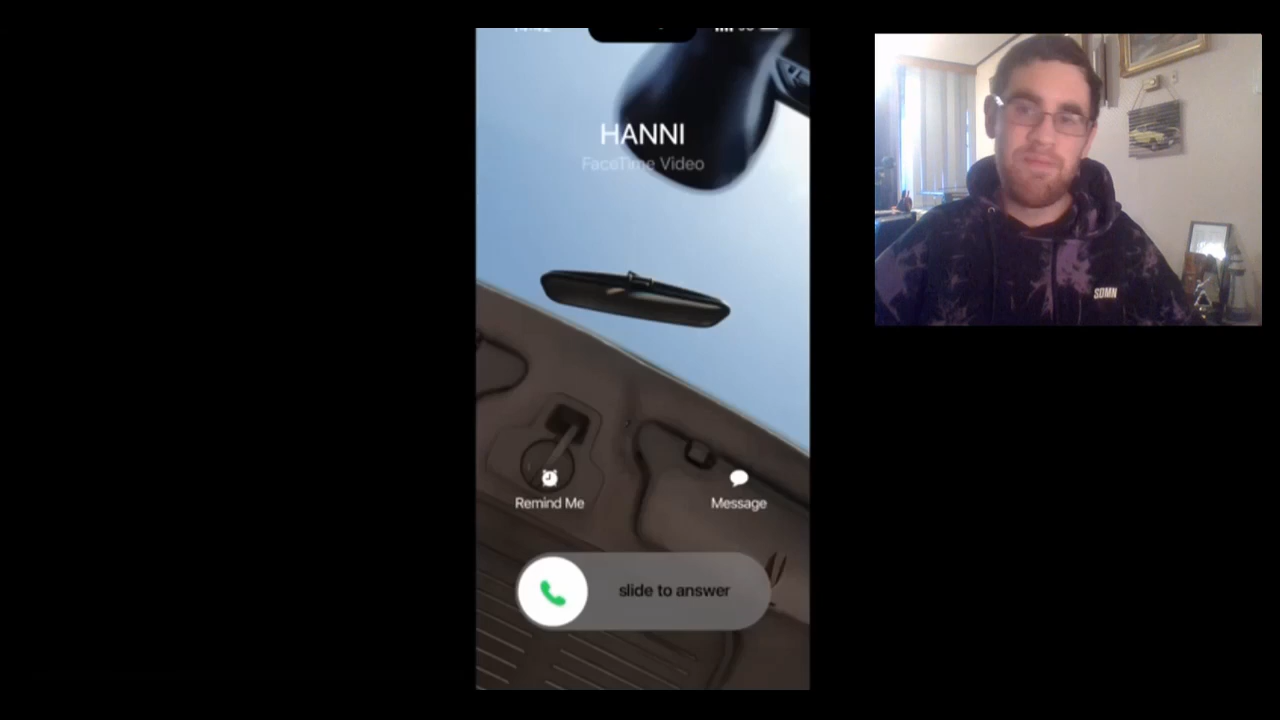 HANNI
FaceTime Video
Remind Me
Message
slide to answer
SDMN